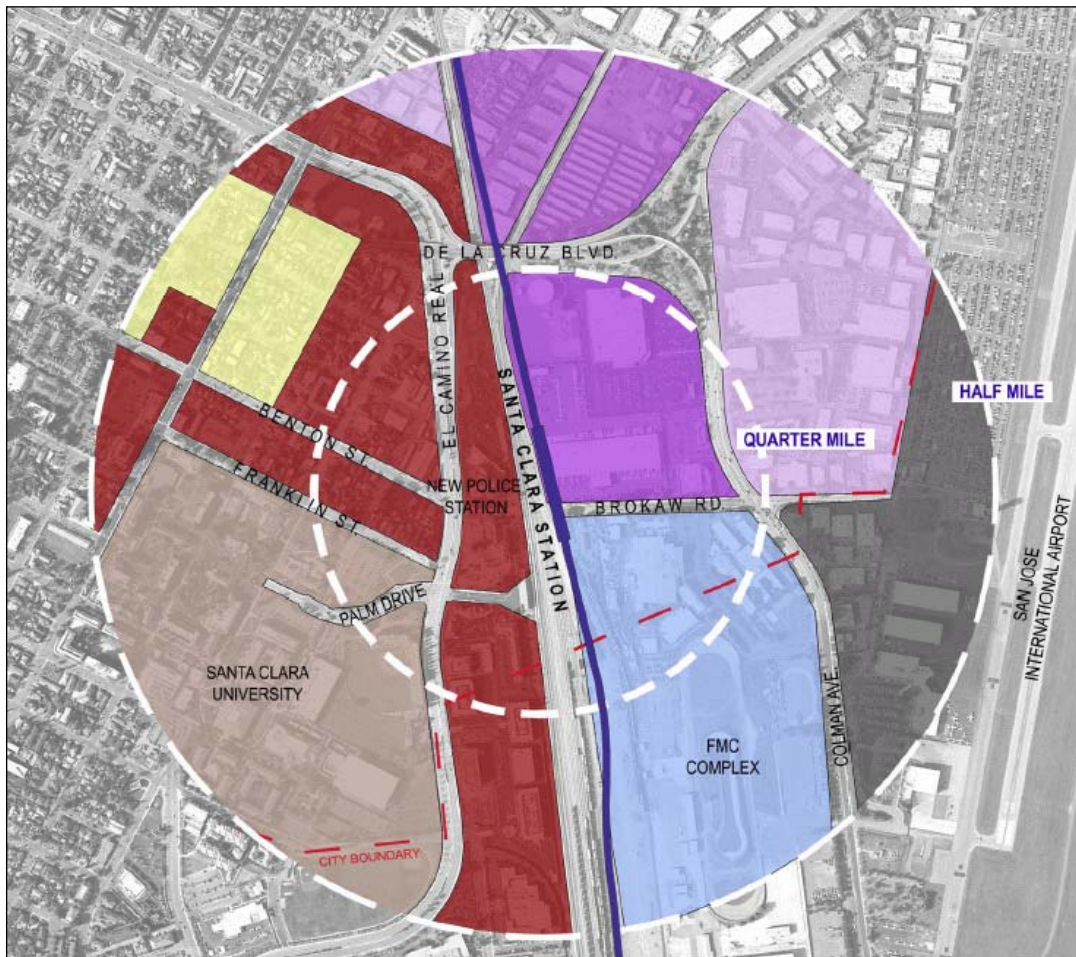 DE LA CRUZ BLVD.
EL CAMINO REAL
SANTA CLARA STATION
HALF MILE
QUARTER MILE
BENTON ST.
FRANKLIN ST.
NEW POLICE
STATION
BROKAW RD.
PALM DRIVE
SANTA CLARA
UNIVERSITY
SAN JOSE
INTERNATIONAL AIRPORT
COLMAN AVE.
FMC
COMPLEX
CITY BOUNDARY